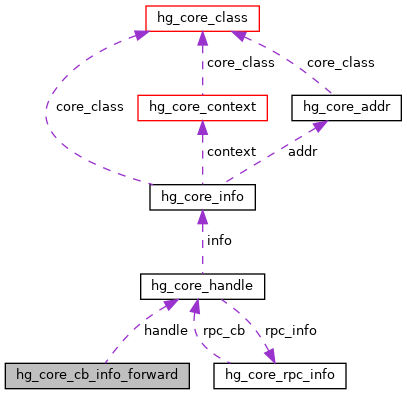 hg_core_class
core_class
core_class
core_class
hg_core_context
hg_core_addr
context
addr
hg_core_info
info
hg_core_handle
handle
rpc_cb
rpc_info
hg_core_cb_info_forward
hg_core_rpc_info